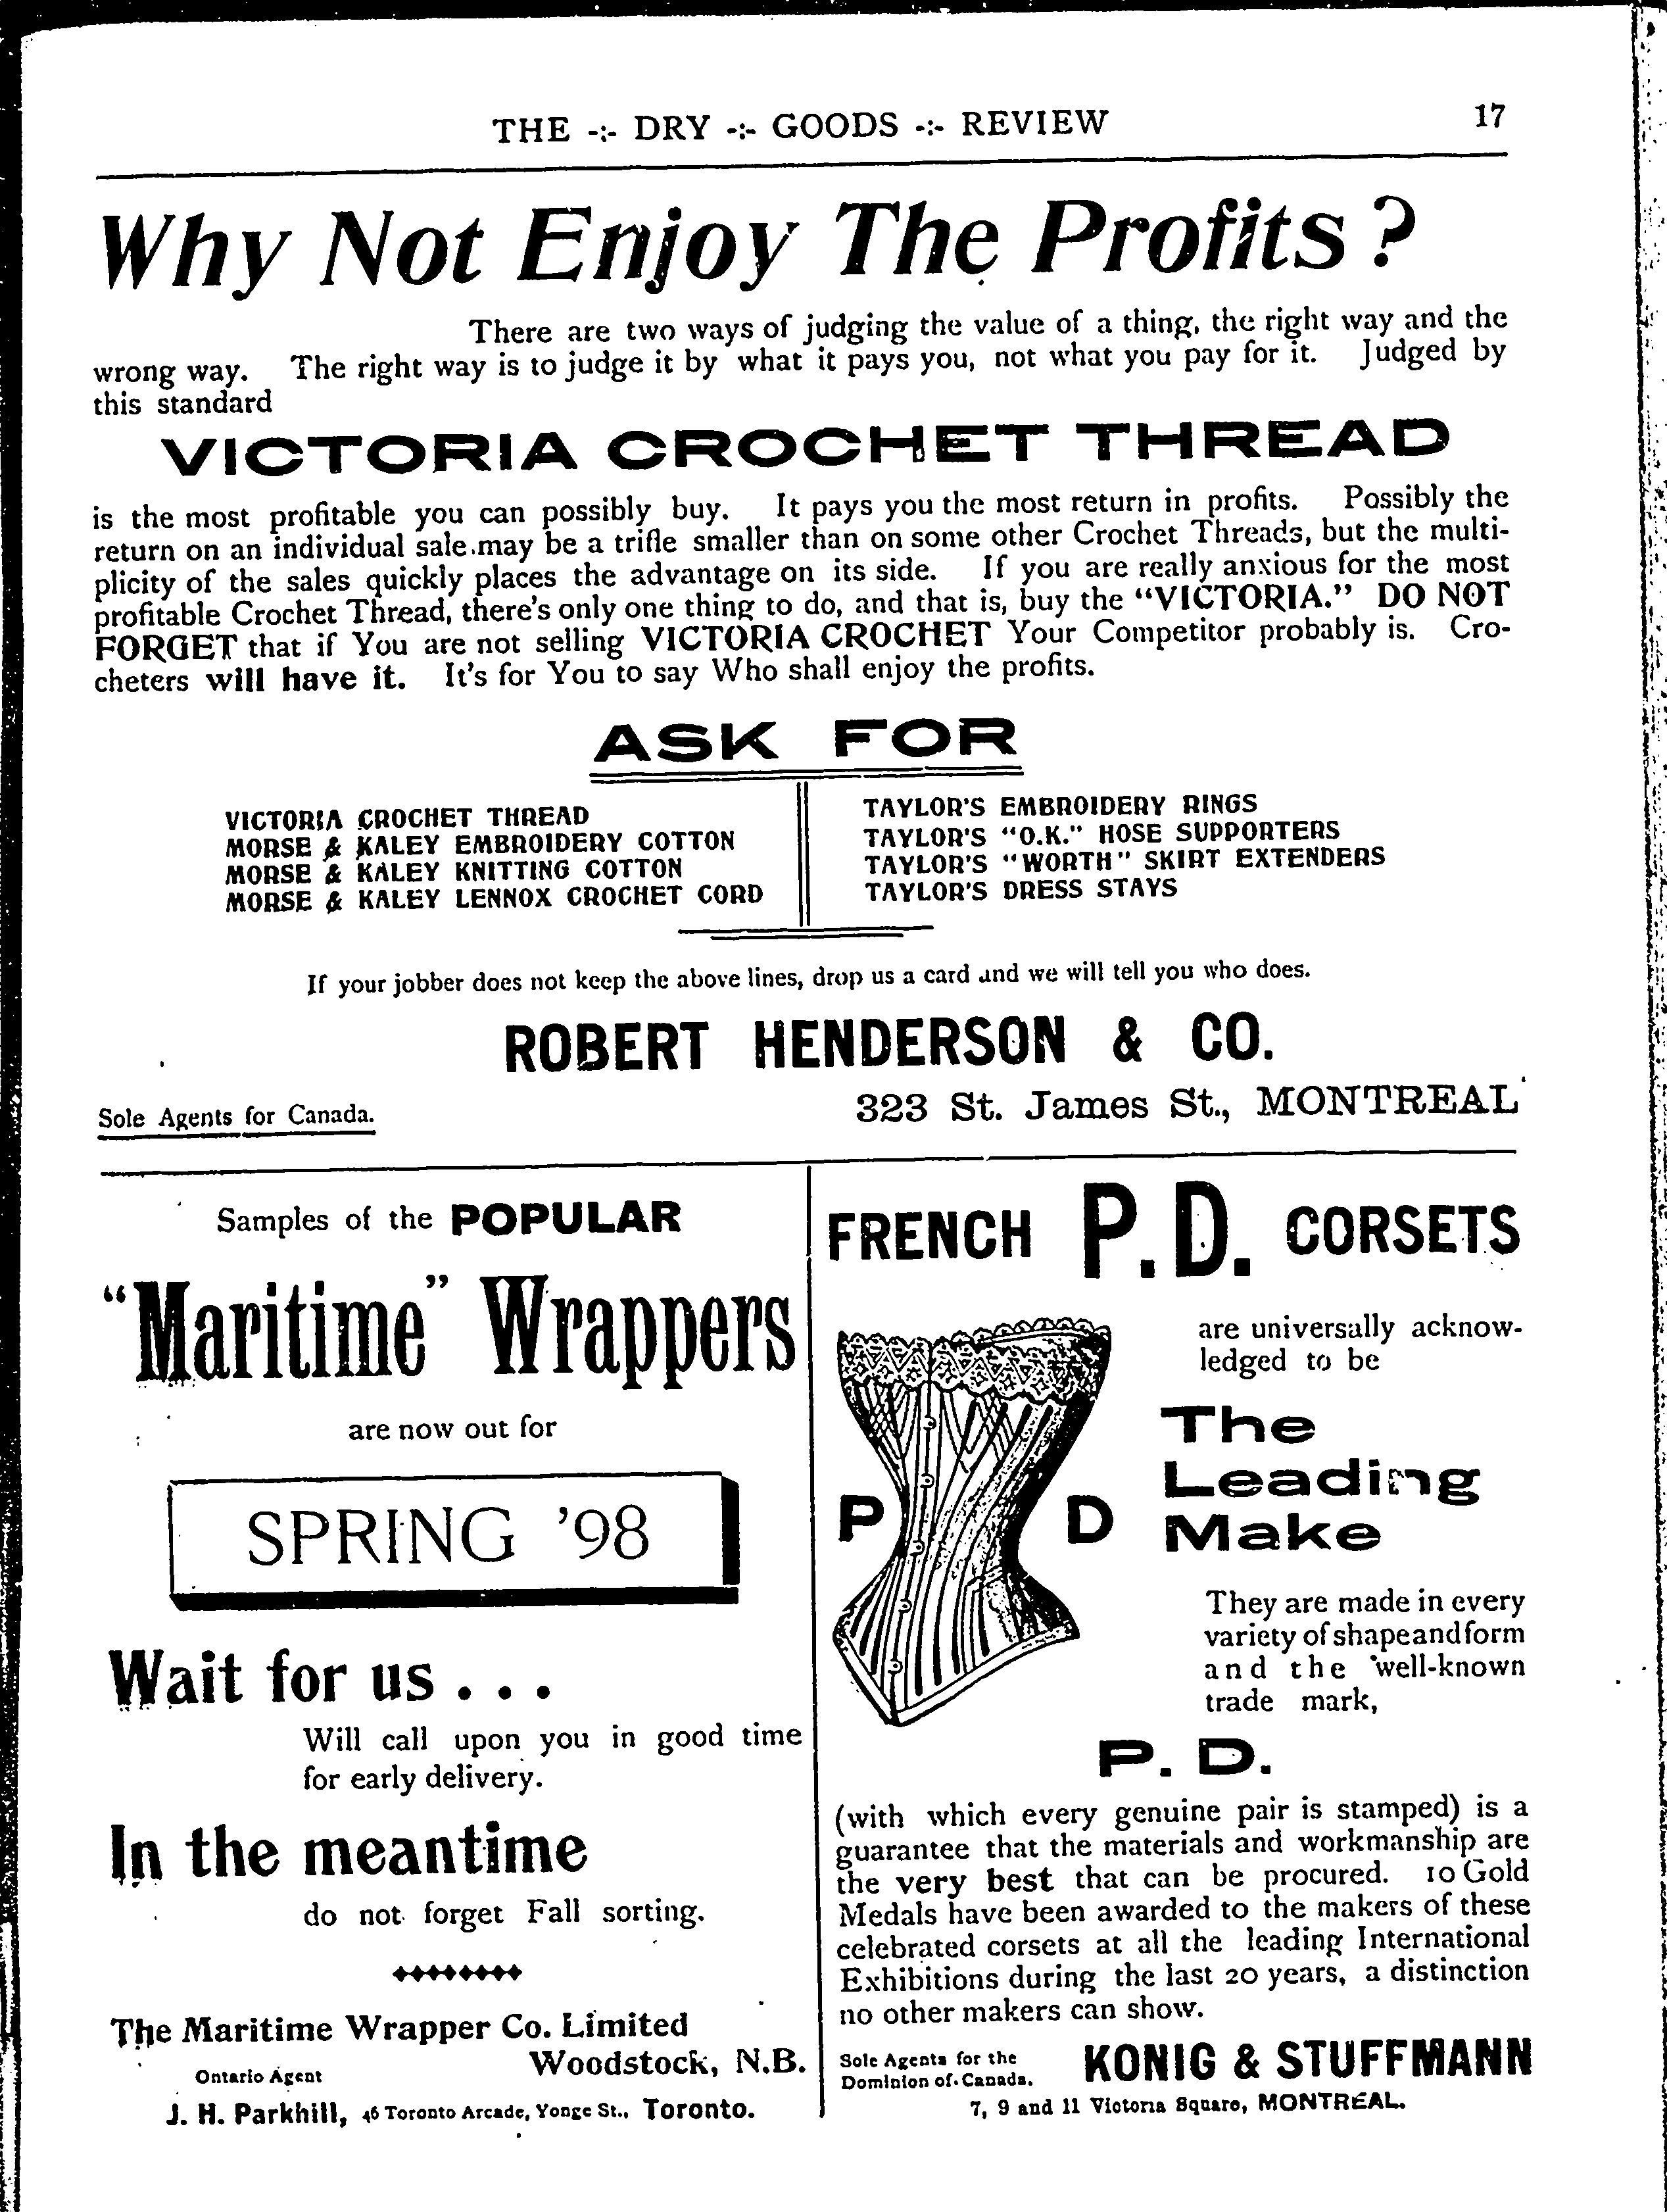 THE -:- DRY -:- GOODS -:- REVIEW 17
Why Not Enjoy The Profits?
There are two ways of judging the value of a thing, the right way and the
wrong way. The right way is to judge it by what it pays you, not what you pay for it. Judged by
this standard
VICTORIA CROCHET THREAD
is the most profitable you can possibly buy. It pays you the most return in profits. Possibly the
return on an individual sale may be a trifle smaller than on some other Crochet Threads, but the multi-
plicity of the sales quickly places the advantage on its side. If you are really anxious for the most
profitable Crochet Thread, there's only one thing to do, and that is, buy the "VICTORIA." DO NOT
FORGET that if You are not selling VICTORIA CROCHET Your Competitor probably is. Cro-
cheters will have it. It's for You to say Who shall enjoy the profits.
ASK FOR
VICTORIA CROCHET THREAD
MORSE & KALEY EMBROIDERY COTTON
MORSE & KALEY KNITTING COTTON
MORSE & KALEY LENNOX CROCHET CORD
TAYLOR'S EMBROIDERY RINGS
TAYLOR'S "O.K." HOSE SUPPORTERS
TAYLOR'S "WORTH" SKIRT EXTENDERS
TAYLOR'S DRESS STAYS
If your jobber does not keep the above lines, drop us a card and we will tell you who does.
ROBERT HENDERSON & CO.
Sole Agents for Canada.
323 St. James St., MONTREAL
Samples of the POPULAR
"Maritime" Wrappers
are now out for
SPRING '98
Wait for us . . .
Will call upon you in good time
for early delivery.
In the meantime
do not forget Fall sorting.
The Maritime Wrapper Co. Limited
Woodstock, N.B.
Ontario Agent
J. H. Parkhill, 46 Toronto Arcade, Yonge St., Toronto.
FRENCH P.D. CORSETS
are universally acknow-
ledged to be
The
Leading
Make
P D
They are made in every
variety of shape and form
and the well-known
trade mark,
P. D.
(with which every genuine pair is stamped) is a
guarantee that the materials and workmanship are
the very best that can be procured. 10 Gold
Medals have been awarded to the makers of these
celebrated corsets at all the leading International
Exhibitions during the last 20 years, a distinction
no other makers can show.
Sole Agents for the
Dominion of Canada.
KONIG & STUFFMANN
7, 9 and 11 Victoria Square, MONTREAL.